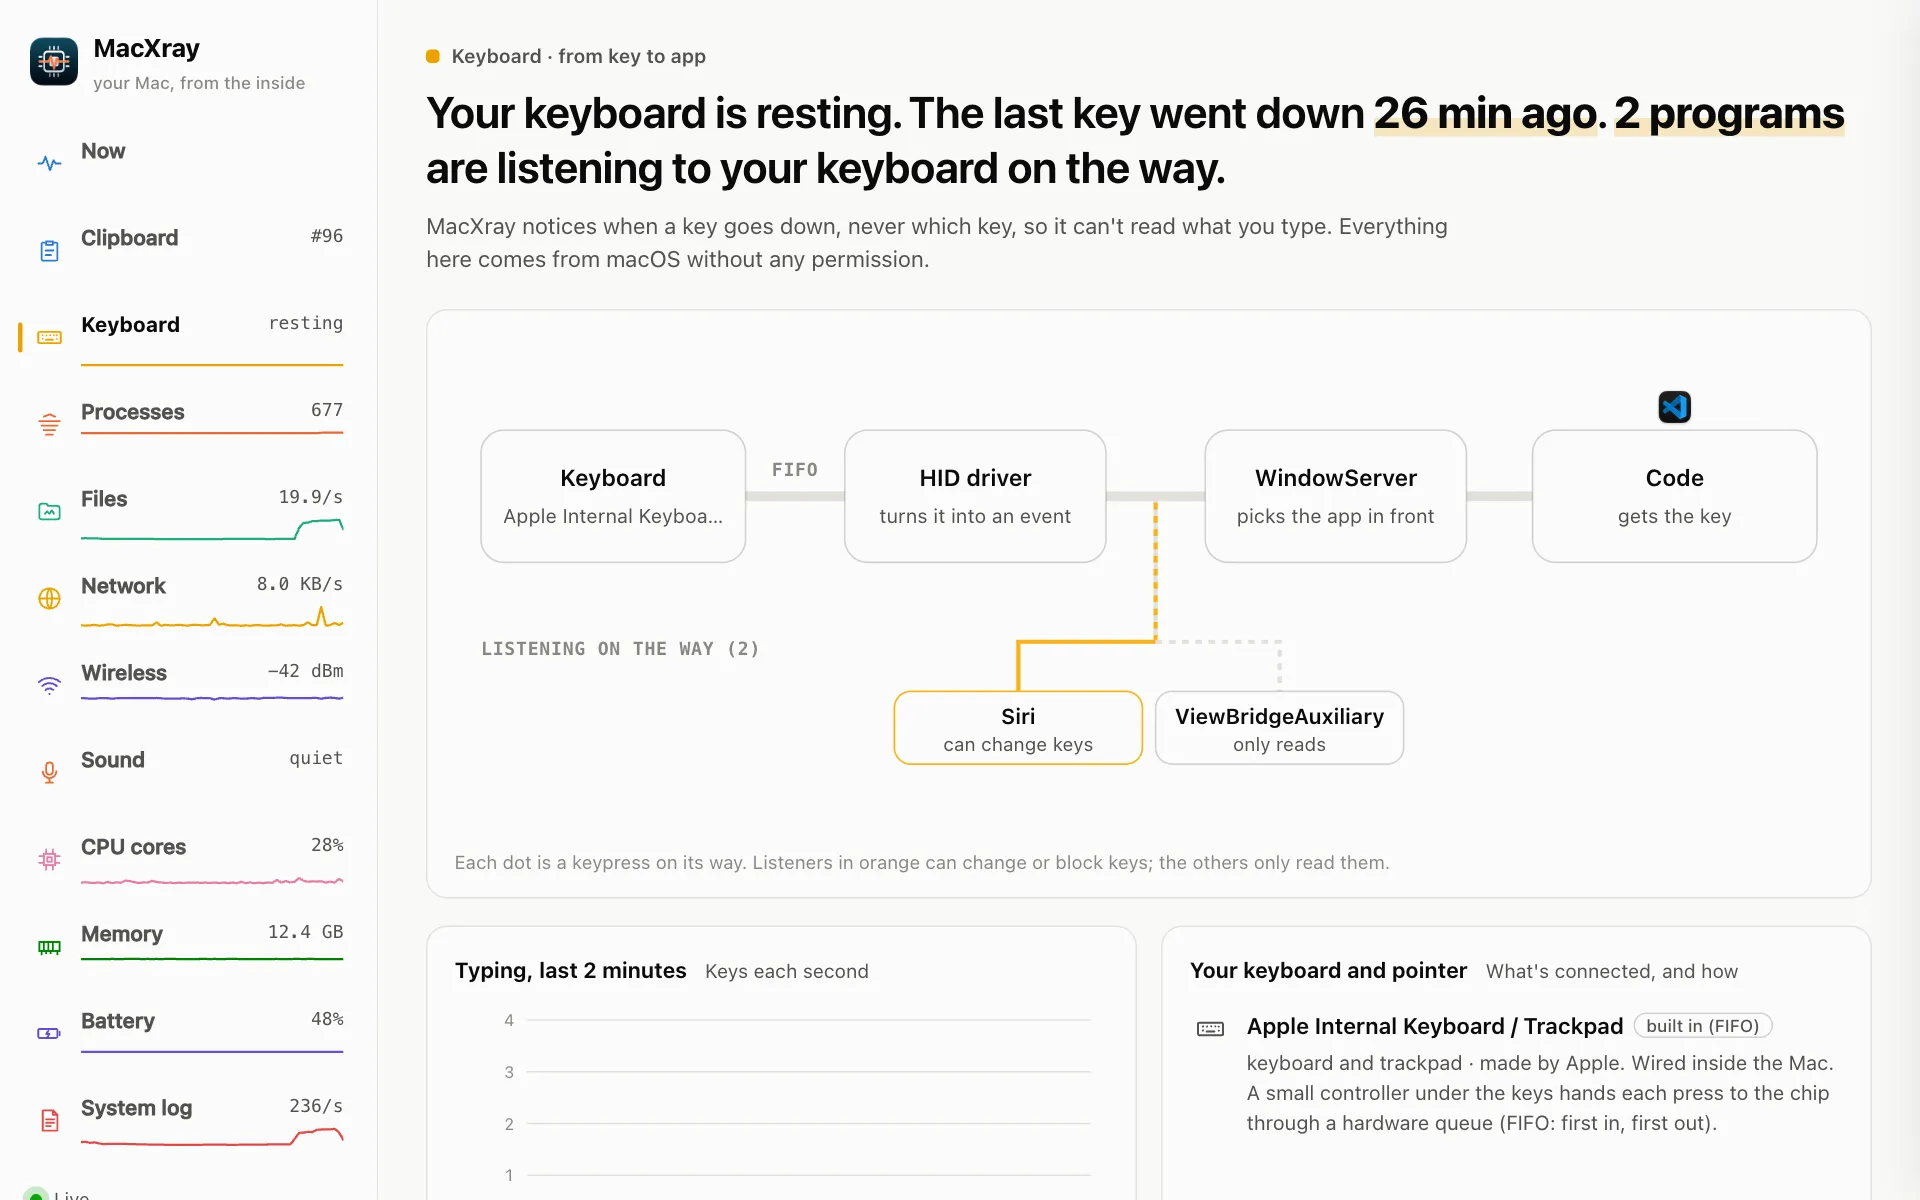 MacXray
your Mac, from the inside
Now
Clipboard #96
Keyboard resting
Processes 677
Files 19.9/s
Network 8.0 KB/s
Wireless −42 dBm
Sound quiet
CPU cores 28%
Memory 12.4 GB
Battery 48%
System log 236/s
Live
Keyboard · from key to app
Your keyboard is resting. The last key went down 26 min ago. 2 programs
are listening to your keyboard on the way.
MacXray notices when a key goes down, never which key, so it can't read what you type. Everything
here comes from macOS without any permission.
Keyboard
Apple Internal Keyboa...
FIFO
HID driver
turns it into an event
WindowServer
picks the app in front
Code
gets the key
LISTENING ON THE WAY (2)
Siri
can change keys
ViewBridgeAuxiliary
only reads
Each dot is a keypress on its way. Listeners in orange can change or block keys; the others only read them.
Typing, last 2 minutes Keys each second
4
3
2
1
Your keyboard and pointer What's connected, and how
Apple Internal Keyboard / Trackpad built in (FIFO)
keyboard and trackpad · made by Apple. Wired inside the Mac.
A small controller under the keys hands each press to the chip
through a hardware queue (FIFO: first in, first out).